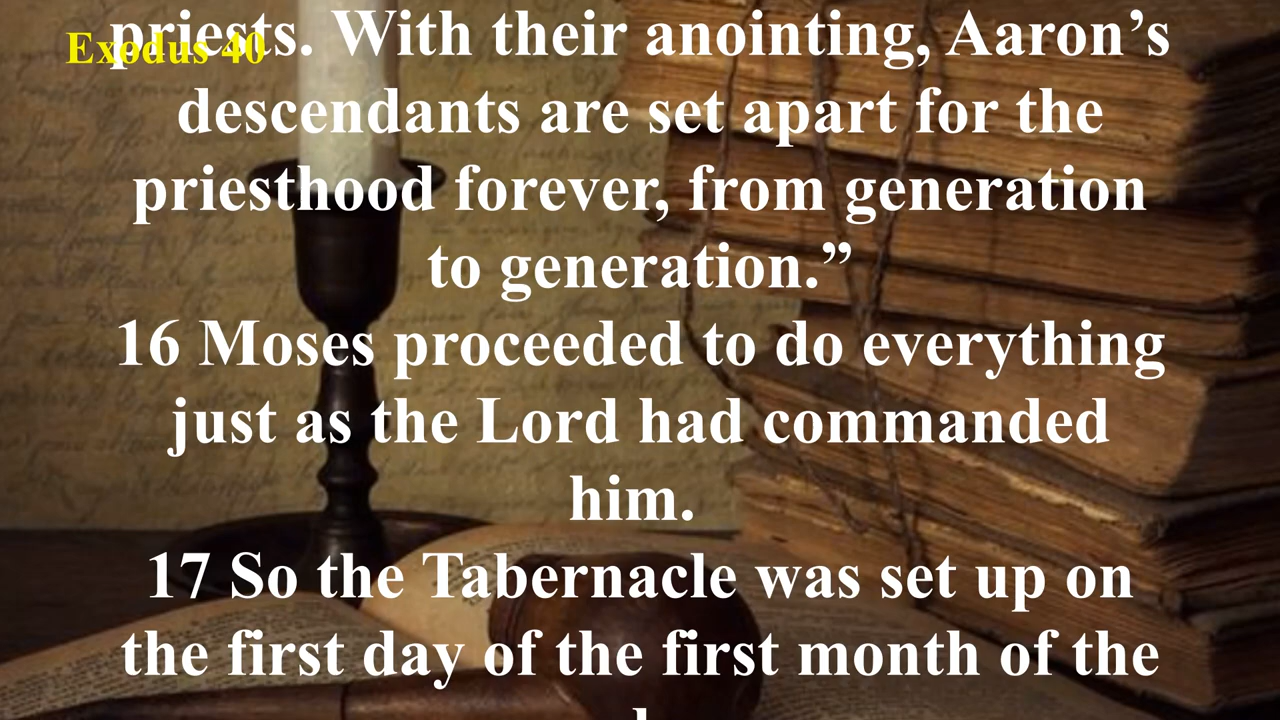 Exodus 40
priests. With their anointing, Aaron’s
descendants are set apart for the
priesthood forever, from generation
to generation.”
16 Moses proceeded to do everything
just as the Lord had commanded
him.
17 So the Tabernacle was set up on
the first day of the first month of the